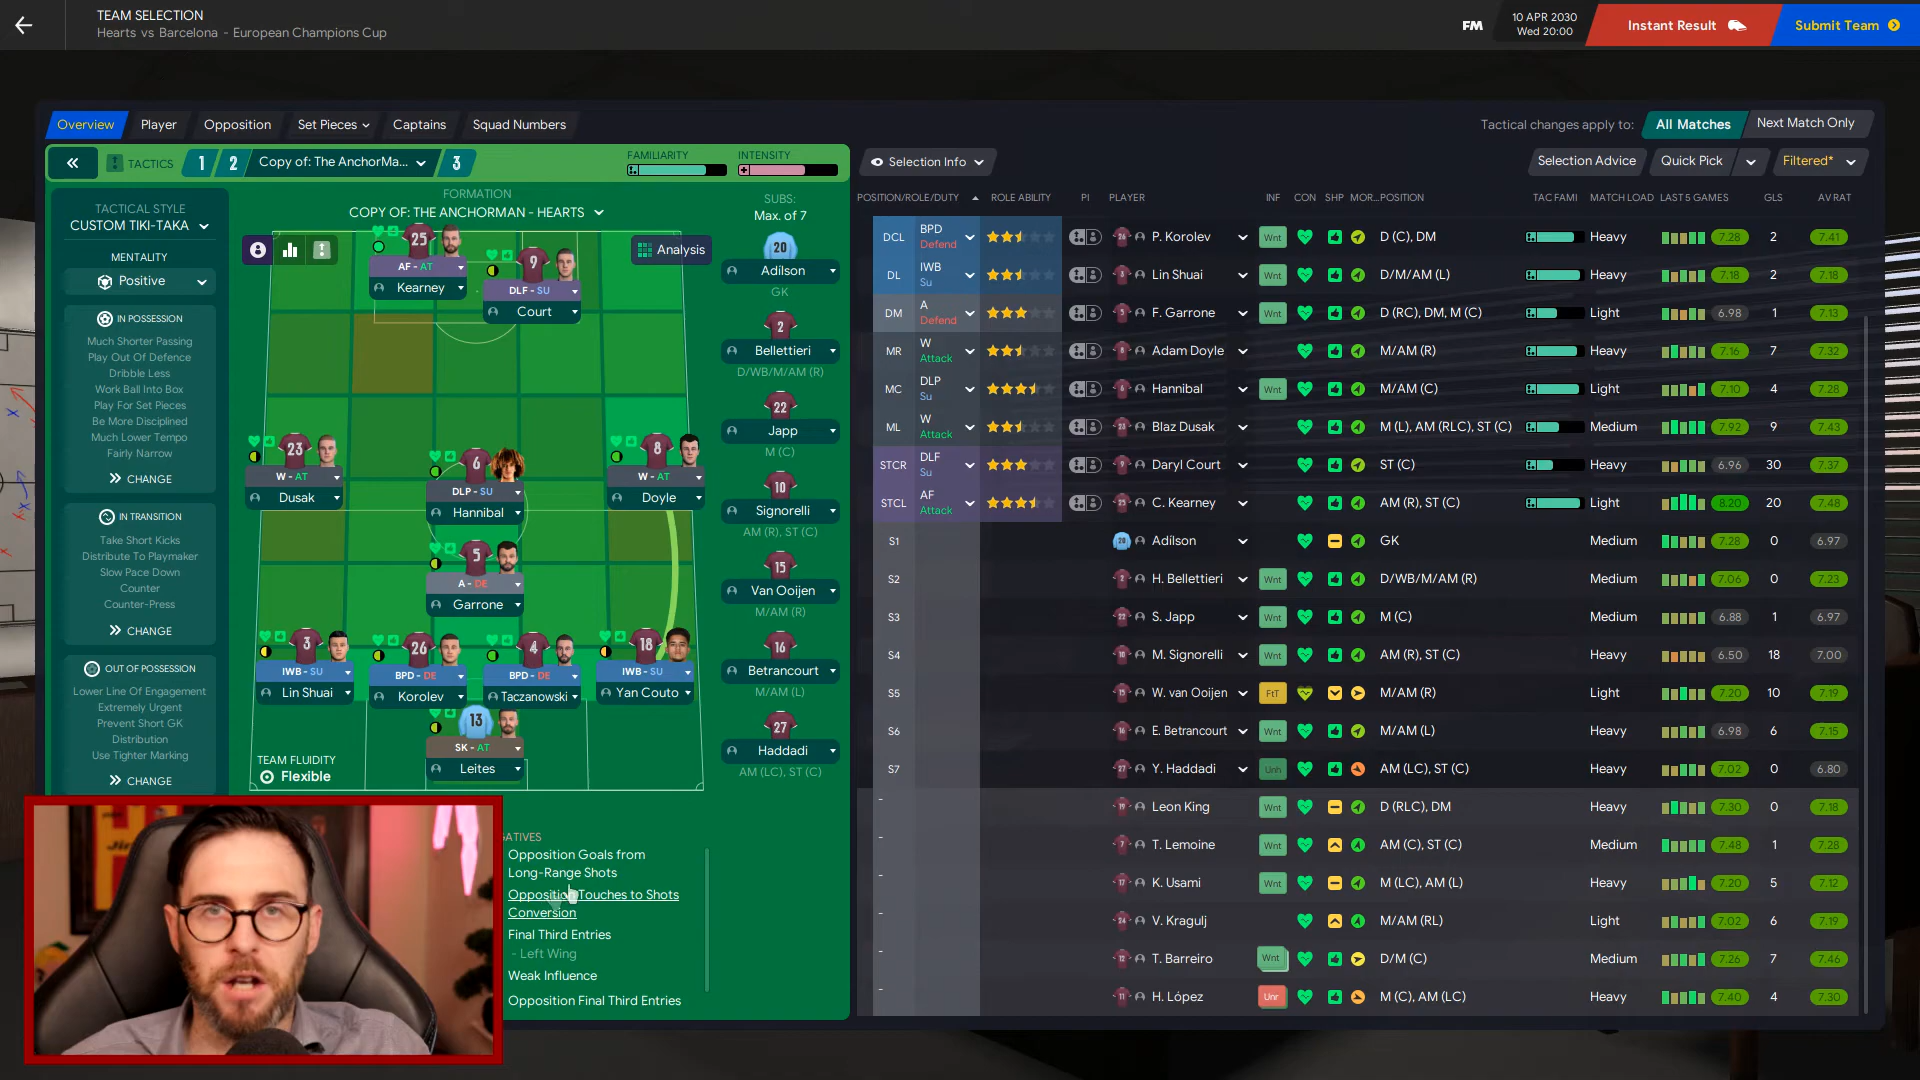 TEAM SELECTION
Hearts vs Barcelona - European Champions Cup
FM
10 APR 2030
Wed 20:00
Instant Result
Submit Team
Overview
Player
Opposition
Set Pieces
Captains
Squad Numbers
Tactical changes apply to:
All Matches
Next Match Only
TACTICS
1
2
Copy of: The AnchorMa...
3
FAMILIARITY
INTENSITY
Selection Info
Selection Advice
Quick Pick
Filtered*
TACTICAL STYLE
CUSTOM TIKI-TAKA
MENTALITY
Positive
IN POSSESSION
Much Shorter Passing
Play Out Of Defence
Dribble Less
Work Ball Into Box
Play For Set Pieces
Be More Disciplined
Much Lower Tempo
Fairly Narrow
CHANGE
IN TRANSITION
Take Short Kicks
Distribute To Playmaker
Slow Pace Down
Counter
Counter-Press
CHANGE
OUT OF POSSESSION
Lower Line Of Engagement
Extremely Urgent
Prevent Short GK
Distribution
Use Tighter Marking
CHANGE
FORMATION
COPY OF: THE ANCHORMAN - HEARTS
Analysis
25
AF - AT
Kearney
9
DLF - SU
Court
23
W - AT
Dusak
6
DLP - SU
Hannibal
8
W - AT
Doyle
5
A - DE
Garrone
3
IWB - SU
Lin Shuai
26
BPD - DE
Korolev
4
BPD - DE
Taczanowski
18
IWB - SU
Yan Couto
13
SK - AT
Leites
TEAM FLUIDITY
Flexible
SUBS:
Max. of 7
20
Adilson
GK
2
Bellettieri
D/WB/M/AM (R)
22
Japp
M (C)
10
Signorelli
AM (R), ST (C)
15
Van Ooijen
M/AM (R)
16
Betrancourt
M/AM (L)
27
Haddadi
AM (LC), ST (C)
GATIVES
Opposition Goals from
Long-Range Shots
Opposition Touches to Shots
Conversion
Final Third Entries
- Left Wing
Weak Influence
Opposition Final Third Entries
POSITION/ROLE/DUTY ROLE ABILITY PI PLAYER INF CON SHP MOR... POSITION TAC FAMI MATCH LOAD LAST 5 GAMES GLS AV RAT
DCL BPD Defend P. Korolev Wnt D (C), DM Heavy 7.28 2 7.41
DL IWB Su Lin Shuai Wnt D/M/AM (L) Heavy 7.18 2 7.18
DM A Defend F. Garrone Wnt D (RC), DM, M (C) Light 6.98 1 7.13
MR W Attack Adam Doyle M/AM (R) Heavy 7.16 7 7.32
MC DLP Su Hannibal Wnt M/AM (C) Light 7.10 4 7.28
ML W Attack Blaz Dusak M (L), AM (RLC), ST (C) Medium 7.92 9 7.43
STCR DLF Su Daryl Court ST (C) Heavy 6.96 30 7.37
STCL AF Attack C. Kearney AM (R), ST (C) Light 8.20 20 7.48
S1 Adilson GK Medium 7.28 0 6.97
S2 H. Bellettieri Wnt D/WB/M/AM (R) Medium 7.06 0 7.23
S3 S. Japp M (C) Medium 6.88 1 6.97
S4 M. Signorelli Wnt AM (R), ST (C) Heavy 6.50 18 7.00
S5 W. van Ooijen FtT M/AM (R) Light 7.20 10 7.19
S6 E. Betrancourt Wnt M/AM (L) Heavy 6.98 6 7.15
S7 Y. Haddadi Unh AM (LC), ST (C) Heavy 7.02 0 6.80
- Leon King Wnt D (RLC), DM Heavy 7.30 0 7.18
- T. Lemoine Wnt AM (C), ST (C) Medium 7.48 1 7.28
- K. Usami Wnt M (LC), AM (L) Heavy 7.20 5 7.12
- V. Kragulj M/AM (RL) Light 7.02 6 7.19
- T. Barreiro Wnt D/M (C) Medium 7.26 7 7.46
- H. López Unr M (C), AM (LC) Heavy 7.40 4 7.30